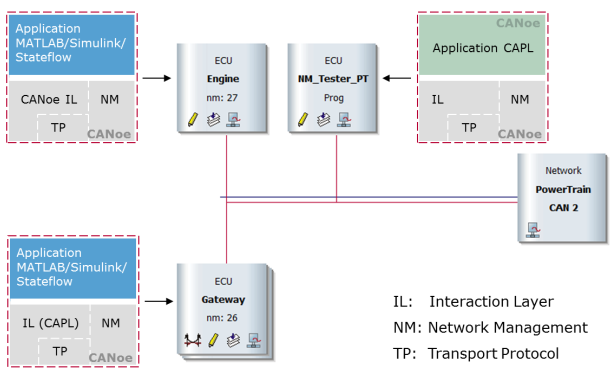 Application
MATLAB/Simulink/
Stateflow
CANoe IL
NM
TP
CANoe
ECU
Engine
nm: 27
ECU
NM_Tester_PT
Prog
CANoe
Application CAPL
IL
NM
TP
CANoe
Network
PowerTrain
CAN 2
Application
MATLAB/Simulink/
Stateflow
IL (CAPL)
NM
TP
CANoe
ECU
Gateway
nm: 26
IL: Interaction Layer
NM: Network Management
TP: Transport Protocol